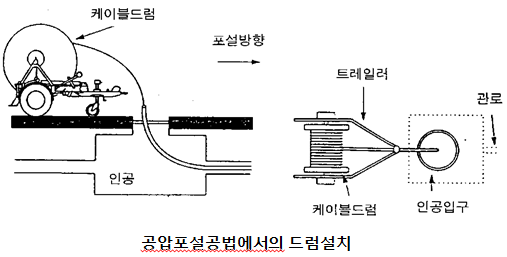 케이블드럼
포설방향
트레일러
관로
인공
케이블드럼
인공입구
공압포설공법에서의 드럼설치